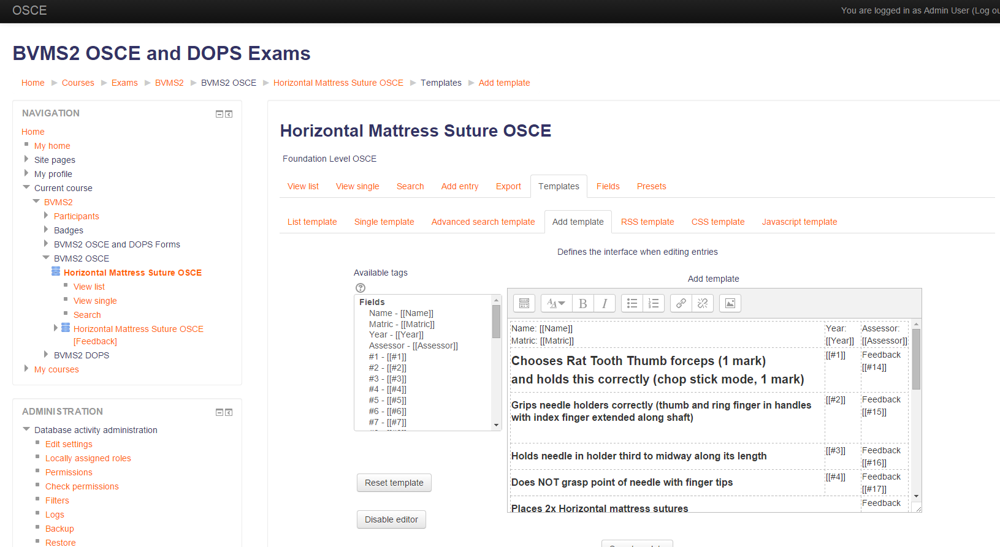 OSCE
You are logged in as Admin User (Log ou
BVMS2 OSCE and DOPS Exams
Home Courses Exams BVMS2 BVMS2 OSCE Horizontal Mattress Suture OSCE Templates Add template
NAVIGATION
Home
My home
Site pages
My profile
Current course
BVMS2
Participants
Badges
BVMS2 OSCE and DOPS Forms
BVMS2 OSCE
Horizontal Mattress Suture OSCE
View list
View single
Search
Horizontal Mattress Suture OSCE
[Feedback]
BVMS2 DOPS
My courses
ADMINISTRATION
Database activity administration
Edit settings
Locally assigned roles
Permissions
Check permissions
Filters
Logs
Backup
Restore
Horizontal Mattress Suture OSCE
Foundation Level OSCE
View list View single Search Add entry Export Templates Fields Presets
List template Single template Advanced search template Add template RSS template CSS template Javascript template
Defines the interface when editing entries
Available tags
Fields
Name - [[Name]]
Matric - [[Matric]]
Year - [[Year]]
Assessor - [[Assessor]]
#1 - [[#1]]
#2 - [[#2]]
#3 - [[#3]]
#4 - [[#4]]
#5 - [[#5]]
#6 - [[#6]]
#7 - [[#7]]
Reset template
Disable editor
Add template
Name: [[Name]] Year: Assessor:
Matric: [[Matric]] [[Year]] [[Assessor]]
Chooses Rat Tooth Thumb forceps (1 mark) [[#1]] Feedback
and holds this correctly (chop stick mode, 1 mark) [[#14]]
Grips needle holders correctly (thumb and ring finger in handles [[#2]] Feedback
with index finger extended along shaft) [[#15]]
Holds needle in holder third to midway along its length [[#3]] Feedback
[[#16]]
Does NOT grasp point of needle with finger tips [[#4]] Feedback
[[#17]]
Places 2x Horizontal mattress sutures Feedback